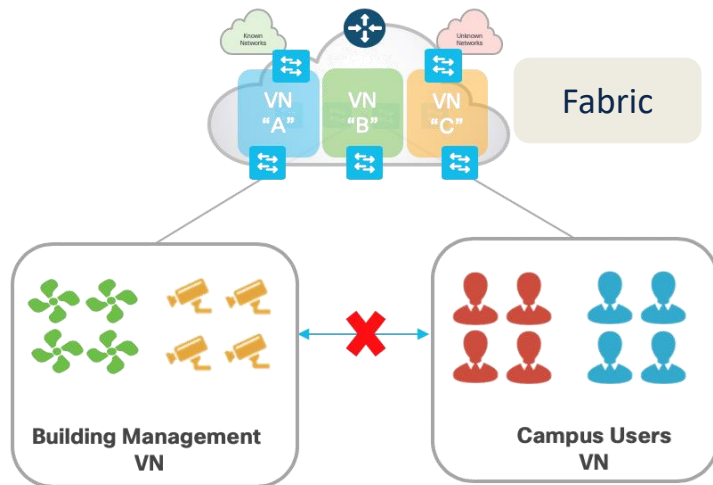 Known
Networks
Unknown
Networks
VN
"A"
VN
"B"
VN
"C"
Fabric
Building Management
VN
Campus Users
VN